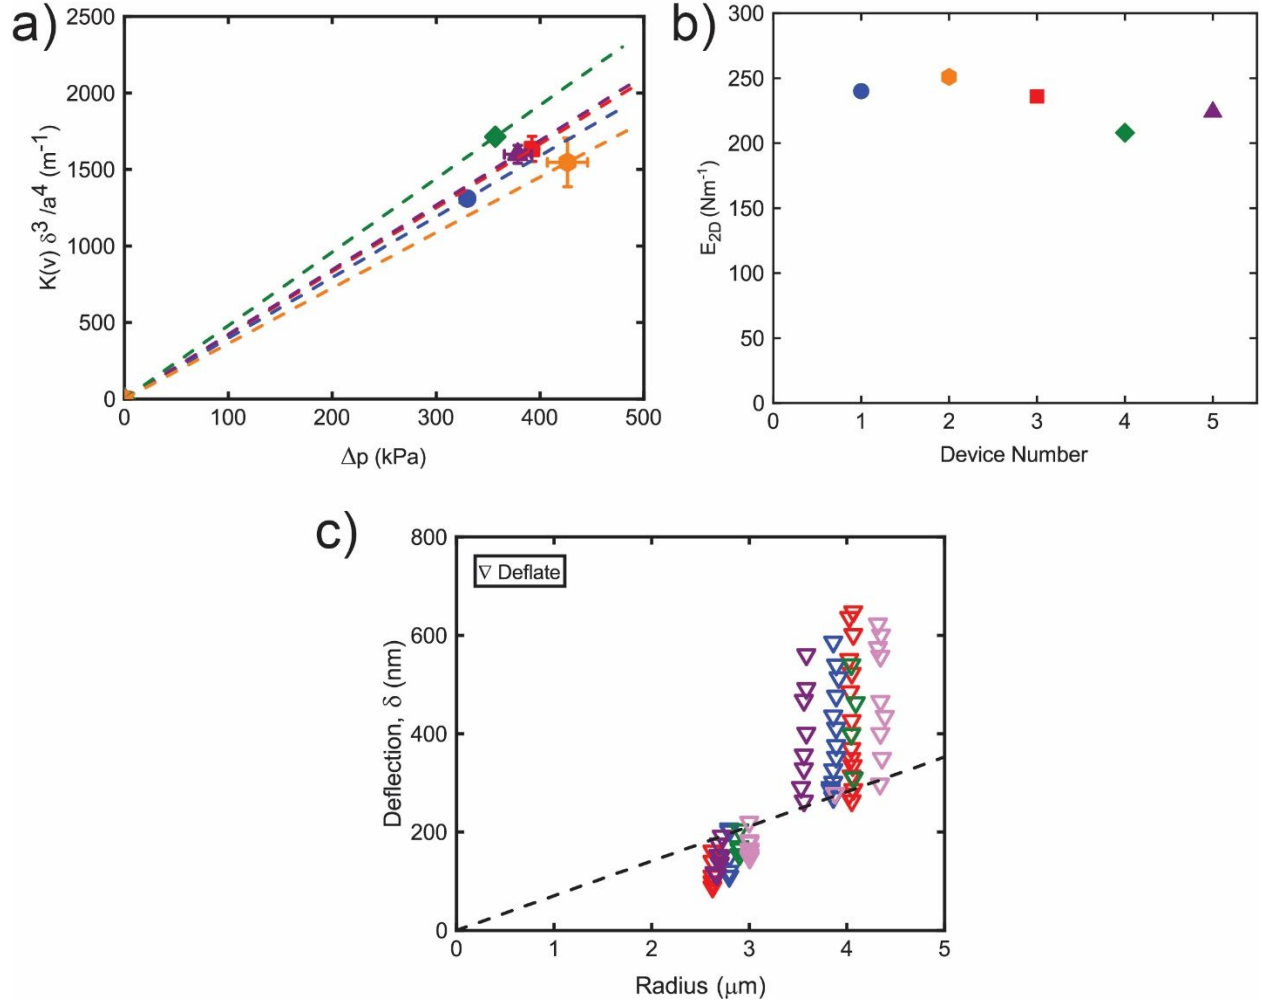 a)
2500
2000
1500
1000
500
0
K(ν) δ³ /a⁴ (m⁻¹)
0 100 200 300 400 500
Δp (kPa)
b)
300
250
200
150
100
50
0
E₂D (Nm⁻¹)
0 1 2 3 4 5
Device Number
c)
800
600
400
200
0
Deflection, δ (nm)
∇ Deflate
0 1 2 3 4 5
Radius (μm)